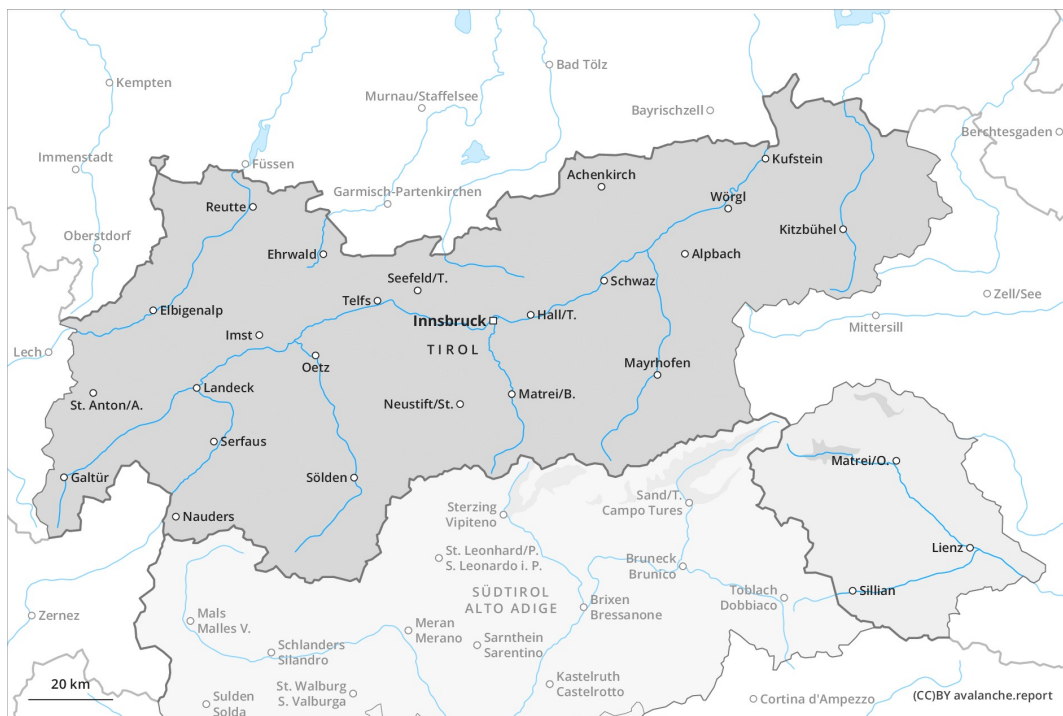 Kempten
Bad Tölz
Murnau/Staffelsee
Bayrischzell
Berchtesgaden
Immenstadt
Füssen
Kufstein
Achenkirch
Garmisch-Partenkirchen
Reutte
Wörgl
Oberstdorf
Kitzbühel
Ehrwald
Alpbach
Seefeld/T.
Schwaz
Zell/See
Telfs
Elbigenalp
Hall/T.
Innsbruck
Mittersill
Imst
TIROL
Lech
Oetz
Mayrhofen
Landeck
Matrei/B.
St. Anton/A.
Neustift/St.
Serfaus
Matrei/O.
Galtür
Sölden
Sand/T.
Campo Tures
Sterzing
Vipiteno
Nauders
Lienz
St. Leonhard/P.
S. Leonardo i. P.
Bruneck
Brunico
Sillian
SÜDTIROL
ALTO ADIGE
Toblach
Dobbiaco
Brixen
Bressanone
Zernez
Mals
Malles V.
Meran
Merano
Sarnthein
Sarentino
Schlanders
Silandro
Kastelruth
Castelrotto
St. Walburg
S. Valburga
20 km
Sulden
Solda
Cortina d'Ampezzo
(CC)BY avalanche.report